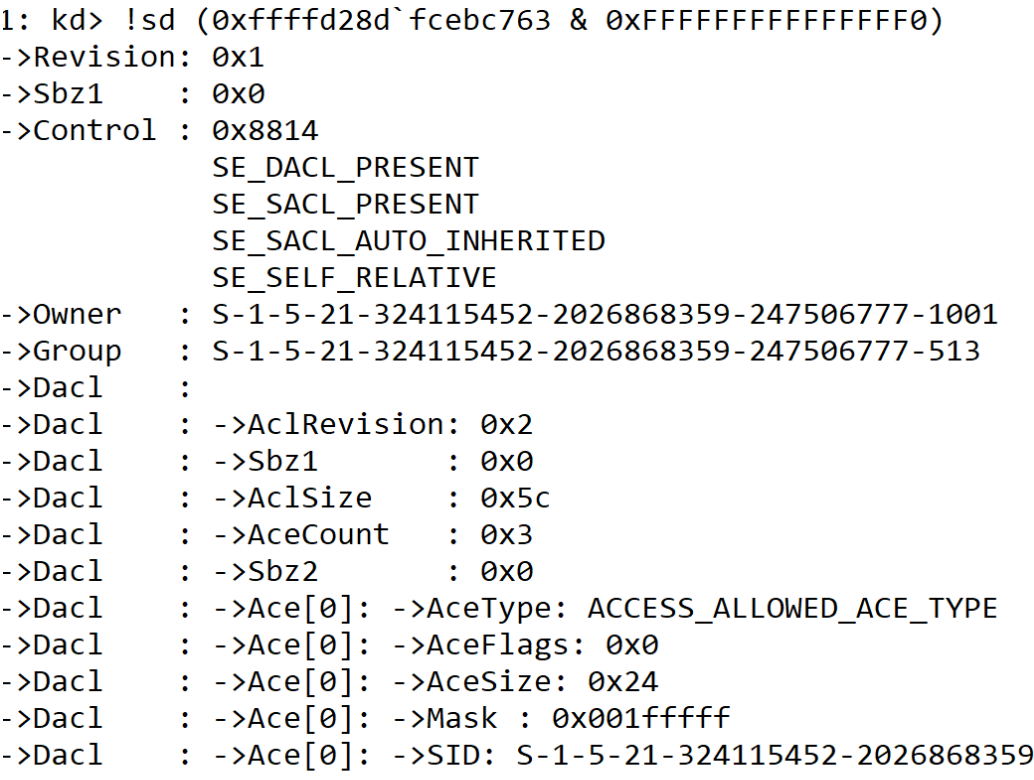 1: kd> !sd (0xffffd28d`fcebc763 & 0xFFFFFFFFFFFFFFF0)
->Revision: 0x1
->Sbz1    : 0x0
->Control : 0x8814
            SE_DACL_PRESENT
            SE_SACL_PRESENT
            SE_SACL_AUTO_INHERITED
            SE_SELF_RELATIVE
->Owner   : S-1-5-21-324115452-2026868359-247506777-1001
->Group   : S-1-5-21-324115452-2026868359-247506777-513
->Dacl    :
->Dacl    : ->AclRevision: 0x2
->Dacl    : ->Sbz1       : 0x0
->Dacl    : ->AclSize    : 0x5c
->Dacl    : ->AceCount   : 0x3
->Dacl    : ->Sbz2       : 0x0
->Dacl    : ->Ace[0]: ->AceType: ACCESS_ALLOWED_ACE_TYPE
->Dacl    : ->Ace[0]: ->AceFlags: 0x0
->Dacl    : ->Ace[0]: ->AceSize: 0x24
->Dacl    : ->Ace[0]: ->Mask : 0x001fffff
->Dacl    : ->Ace[0]: ->SID: S-1-5-21-324115452-2026868359